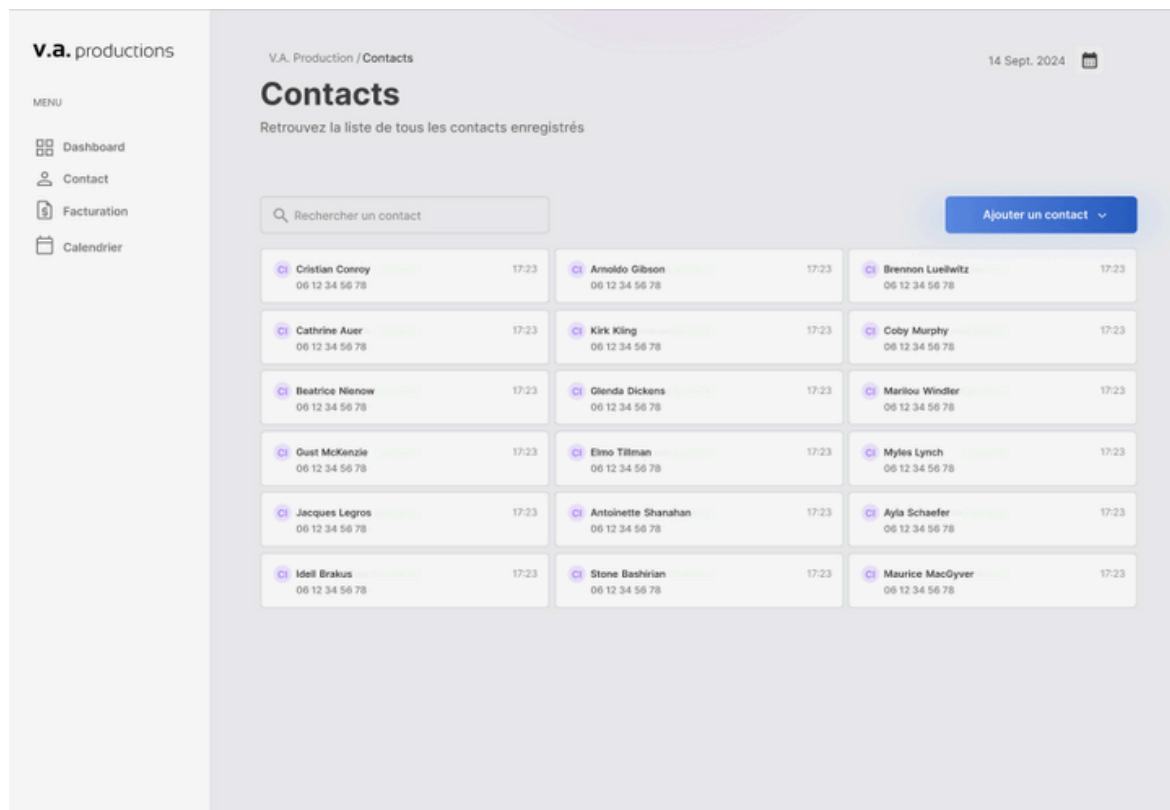 v.a. productions
MENU
Dashboard
Contact
Facturation
Calendrier
V.A. Production / Contacts
14 Sept. 2024
Contacts
Retrouvez la liste de tous les contacts enregistrés
Rechercher un contact
Ajouter un contact
CI Cristian Conroy 17:23
06 12 34 56 78
CI Arnoldo Gibson 17:23
06 12 34 56 78
CI Brennon Lueilwitz 17:23
06 12 34 56 78
CI Cathrine Auer 17:23
06 12 34 56 78
CI Kirk Kling 17:23
06 12 34 56 78
CI Coby Murphy 17:23
06 12 34 56 78
CI Beatrice Nienow 17:23
06 12 34 56 78
CI Glenda Dickens 17:23
06 12 34 56 78
CI Marilou Windler 17:23
06 12 34 56 78
CI Gust McKenzie 17:23
06 12 34 56 78
CI Elmo Tillman 17:23
06 12 34 56 78
CI Myles Lynch 17:23
06 12 34 56 78
CI Jacques Legros 17:23
06 12 34 56 78
CI Antoinette Shanahan 17:23
06 12 34 56 78
CI Ayla Schaefer 17:23
06 12 34 56 78
CI Idell Brakus 17:23
06 12 34 56 78
CI Stone Bashirian 17:23
06 12 34 56 78
CI Maurice MacGyver 17:23
06 12 34 56 78